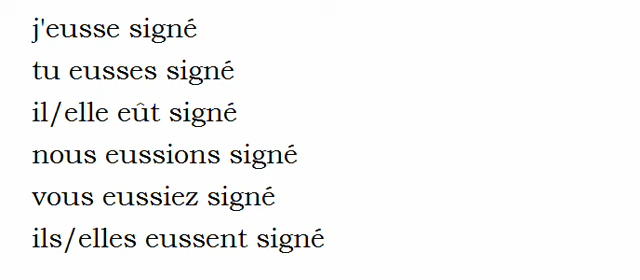 j'eusse signé
tu eusses signé
il/elle eût signé
nous eussions signé
vous eussiez signé
ils/elles eussent signé